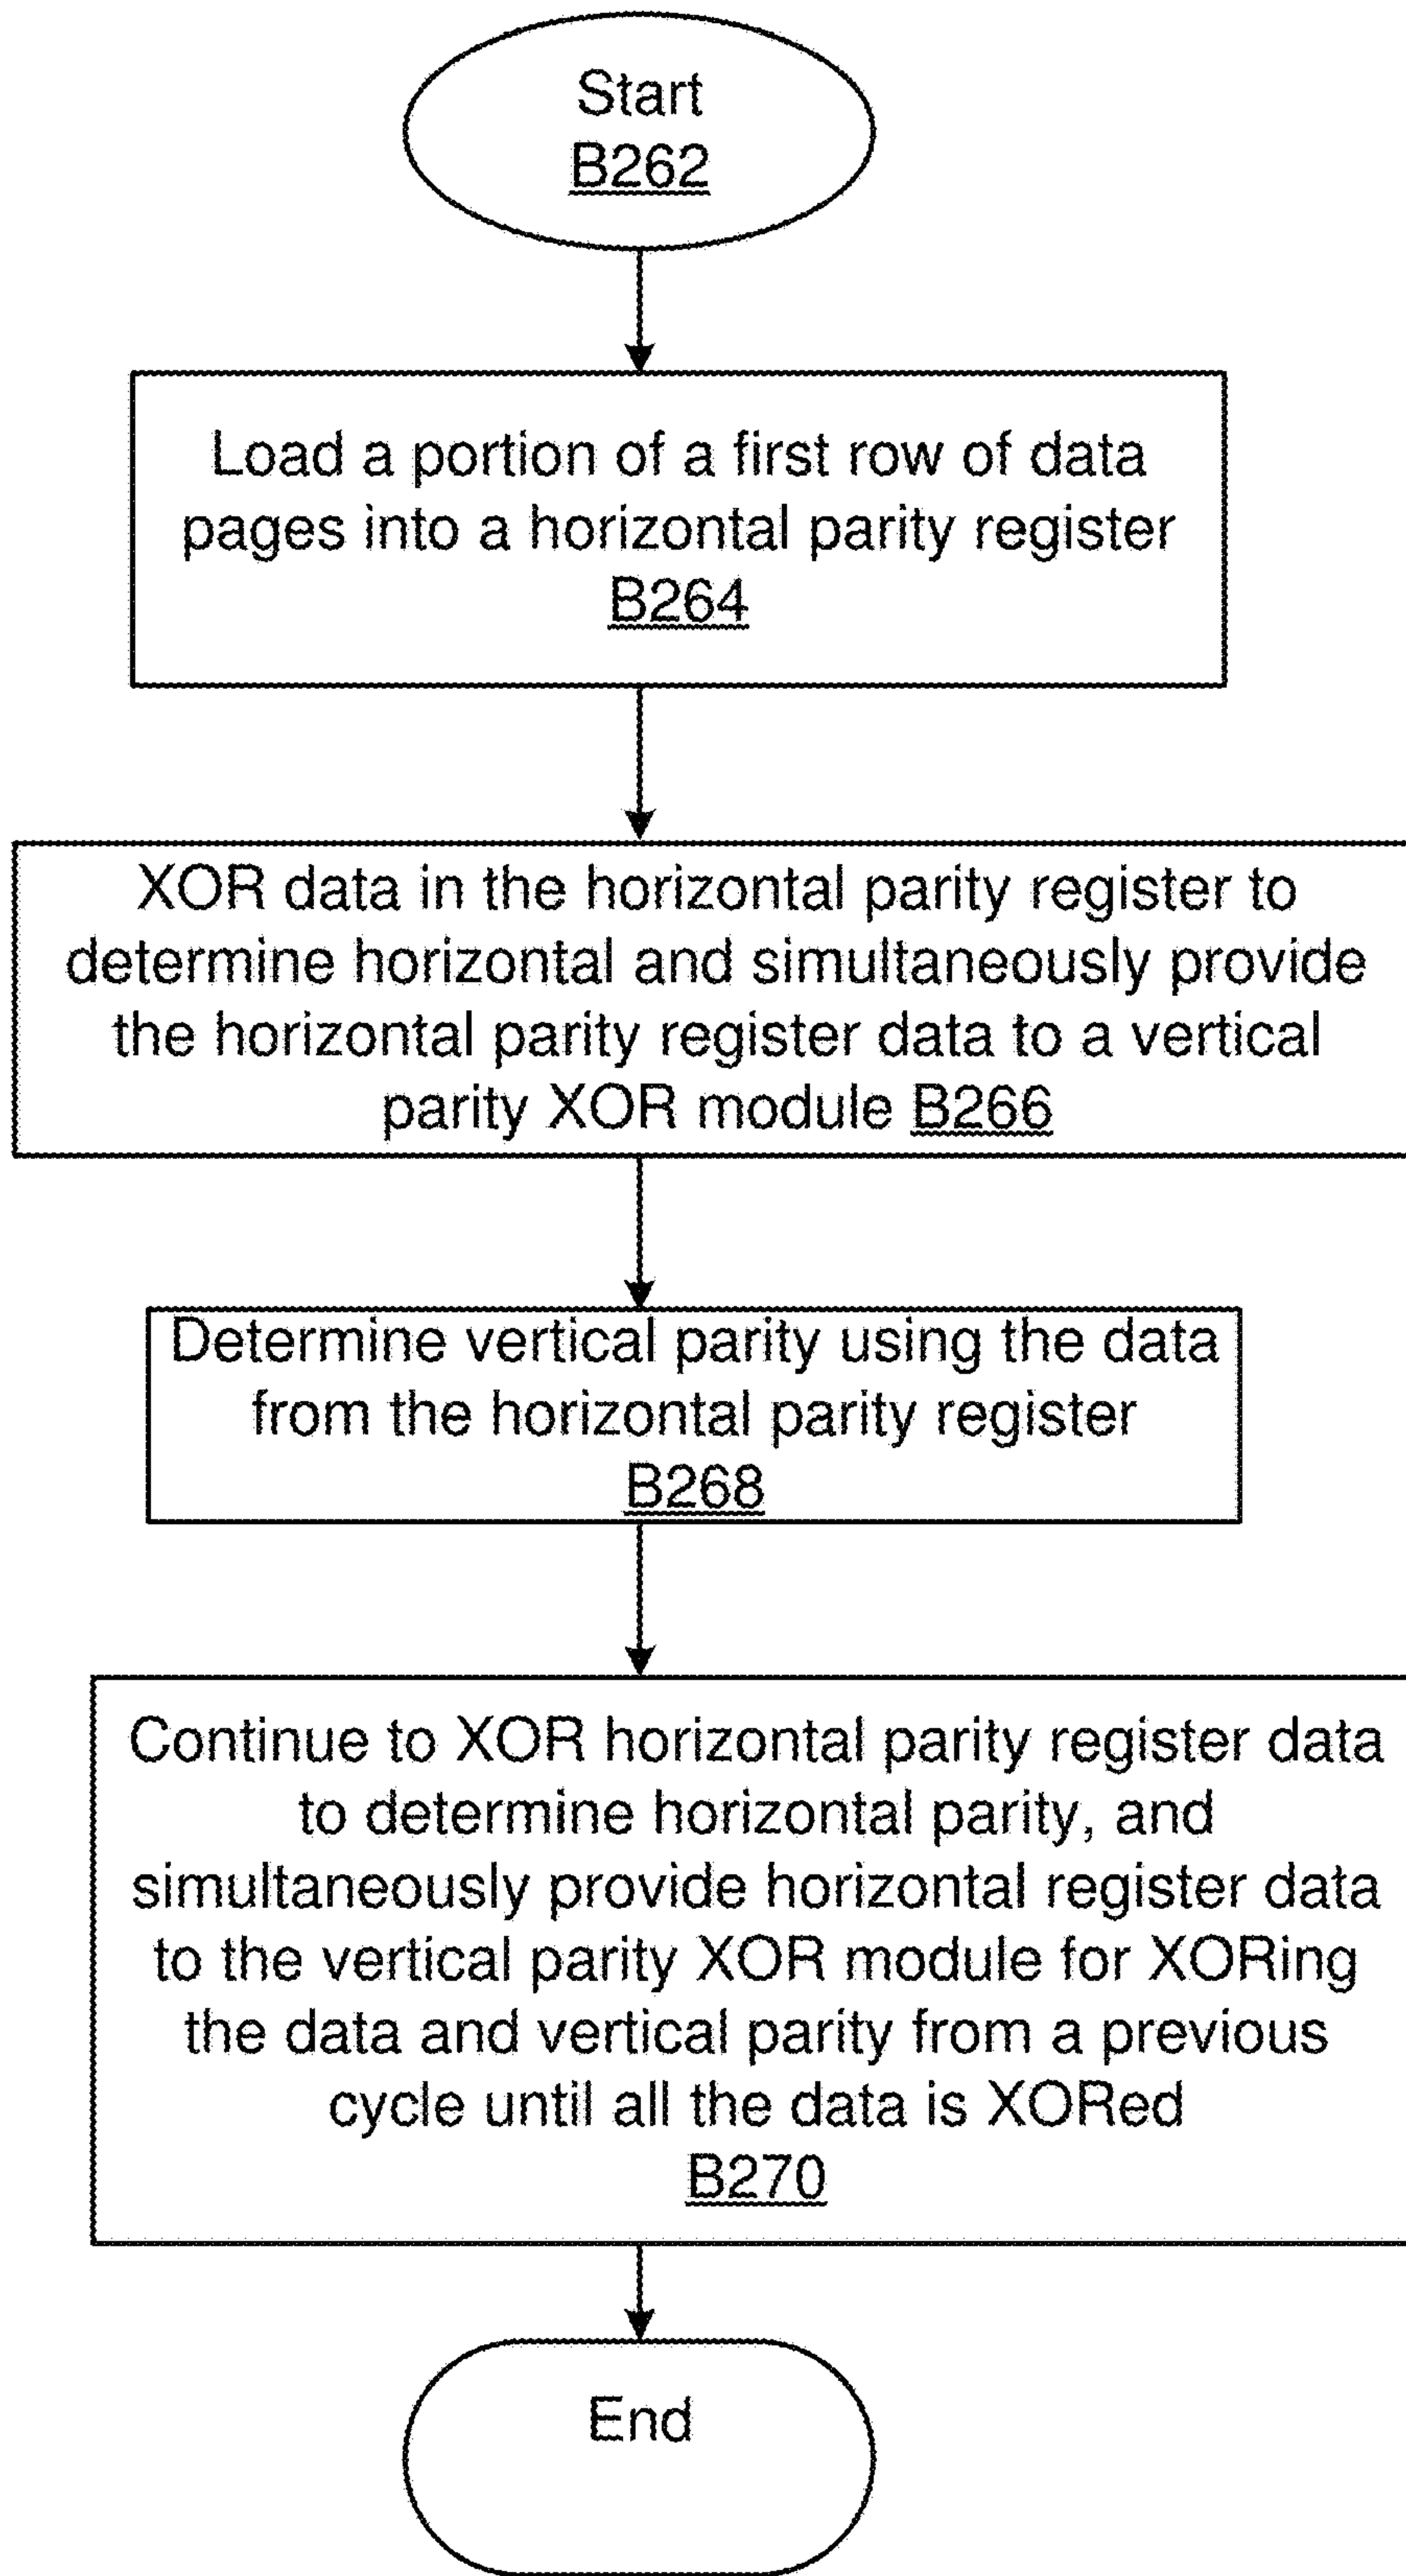 Start
B262
Load a portion of a first row of data
pages into a horizontal parity register
B264
XOR data in the horizontal parity register to
determine horizontal and simultaneously provide
the horizontal parity register data to a vertical
parity XOR module B266
Determine vertical parity using the data
from the horizontal parity register
B268
Continue to XOR horizontal parity register data
to determine horizontal parity, and
simultaneously provide horizontal register data
to the vertical parity XOR module for XORing
the data and vertical parity from a previous
cycle until all the data is XORed
B270
End